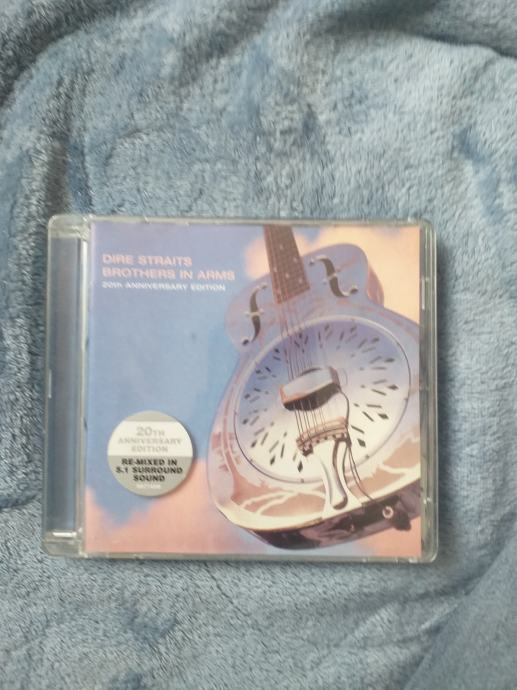 DIRE STRAITS
BROTHERS IN ARMS
20th ANNIVERSARY EDITION
20TH
ANNIVERSARY
EDITION
RE-MIXED IN
5.1 SURROUND
SOUND